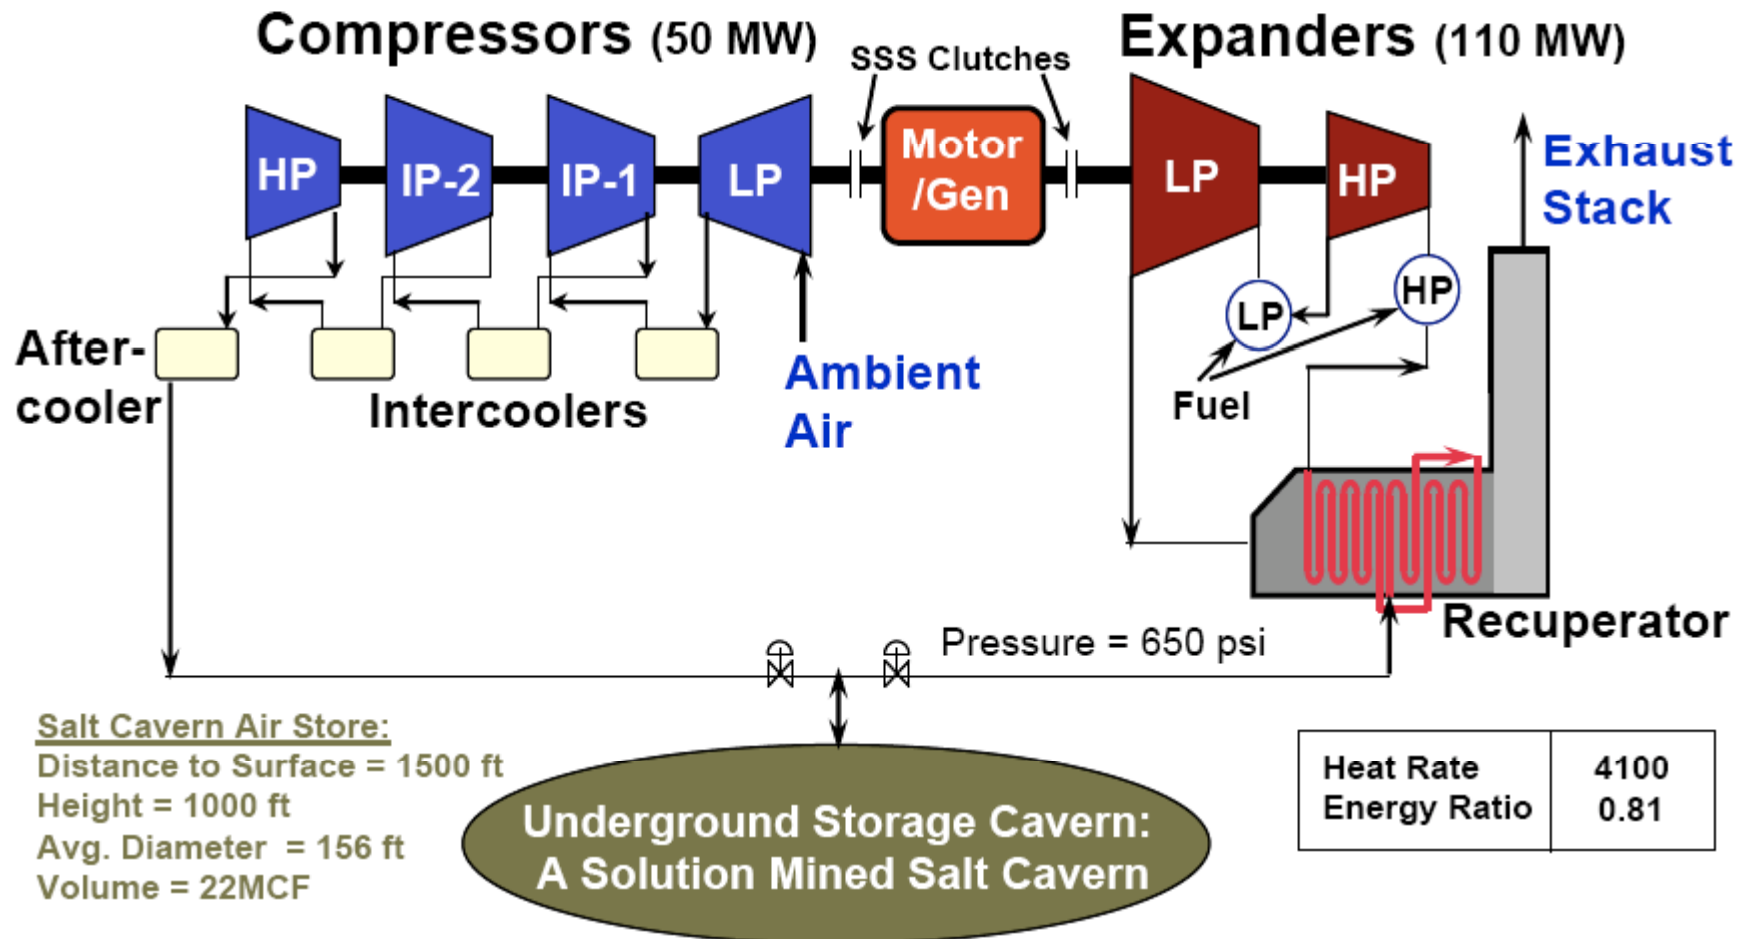 Compressors (50 MW)
SSS Clutches
Expanders (110 MW)
HP
IP-2
IP-1
LP
Motor
/Gen
LP
HP
Exhaust
Stack
LP
HP
Fuel
After-
cooler
Intercoolers
Ambient
Air
Recuperator
Pressure = 650 psi
Salt Cavern Air Store:
Distance to Surface = 1500 ft
Height = 1000 ft
Avg. Diameter = 156 ft
Volume = 22MCF
Underground Storage Cavern:
A Solution Mined Salt Cavern
Heat Rate 4100
Energy Ratio 0.81